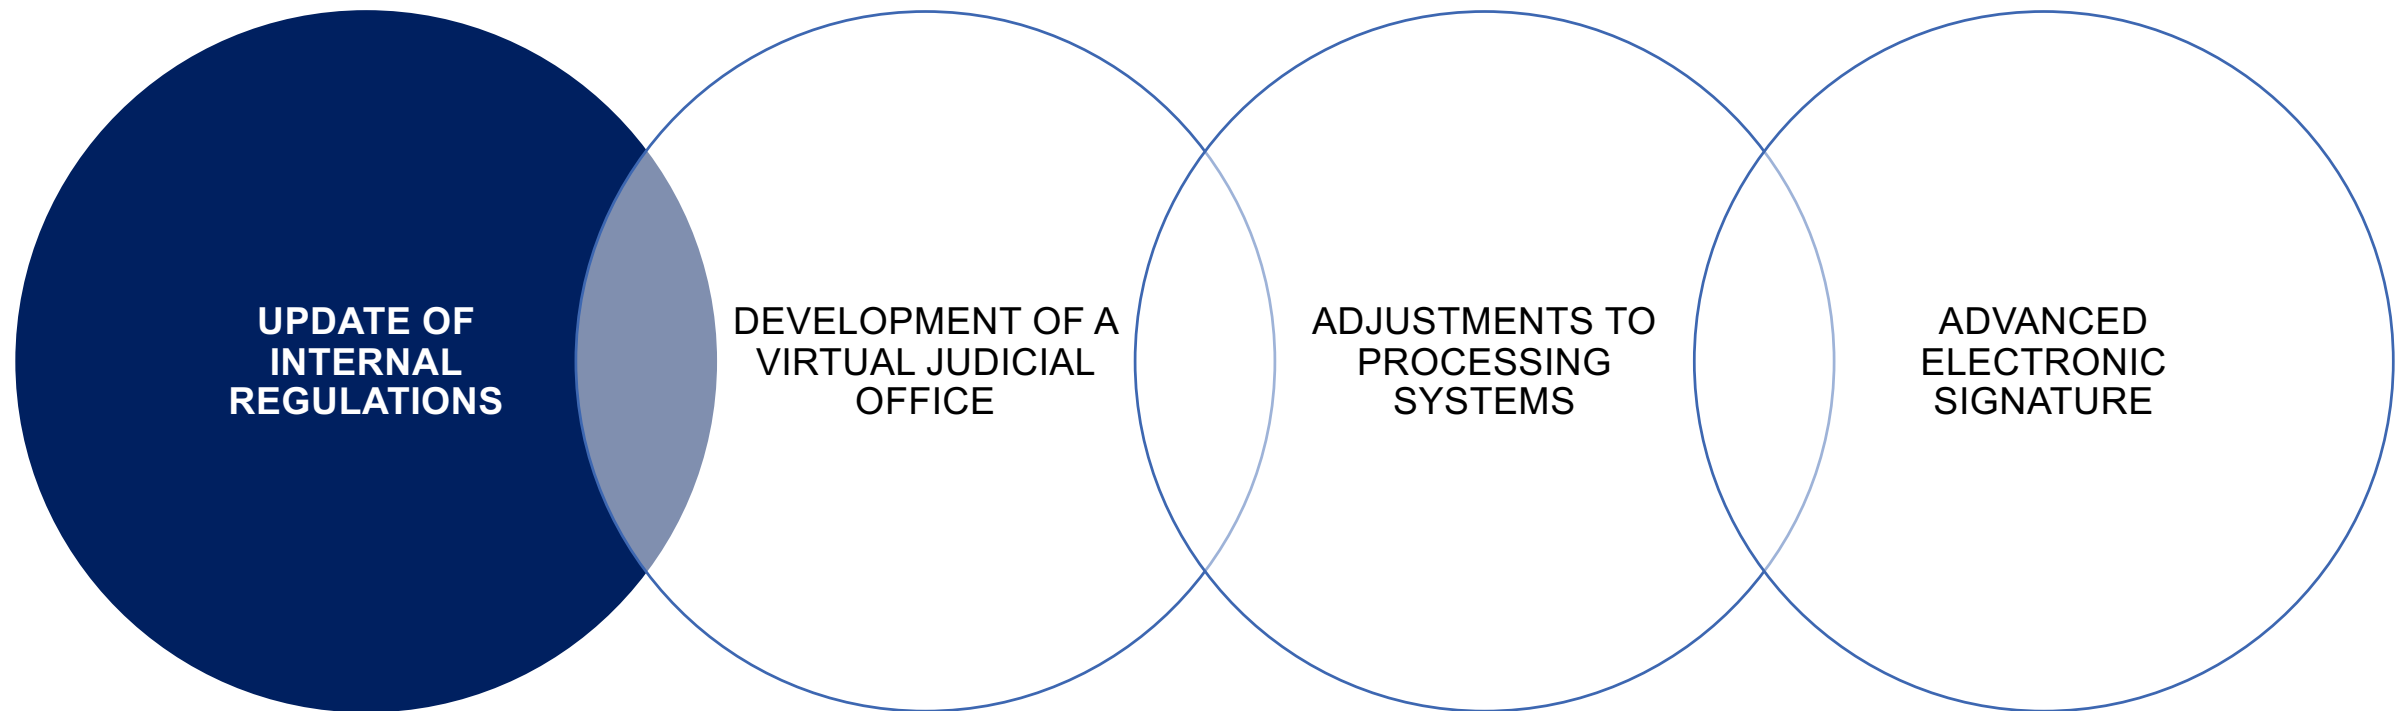 UPDATE OF
INTERNAL
REGULATIONS
DEVELOPMENT OF A
VIRTUAL JUDICIAL
OFFICE
ADJUSTMENTS TO
PROCESSING
SYSTEMS
ADVANCED
ELECTRONIC
SIGNATURE